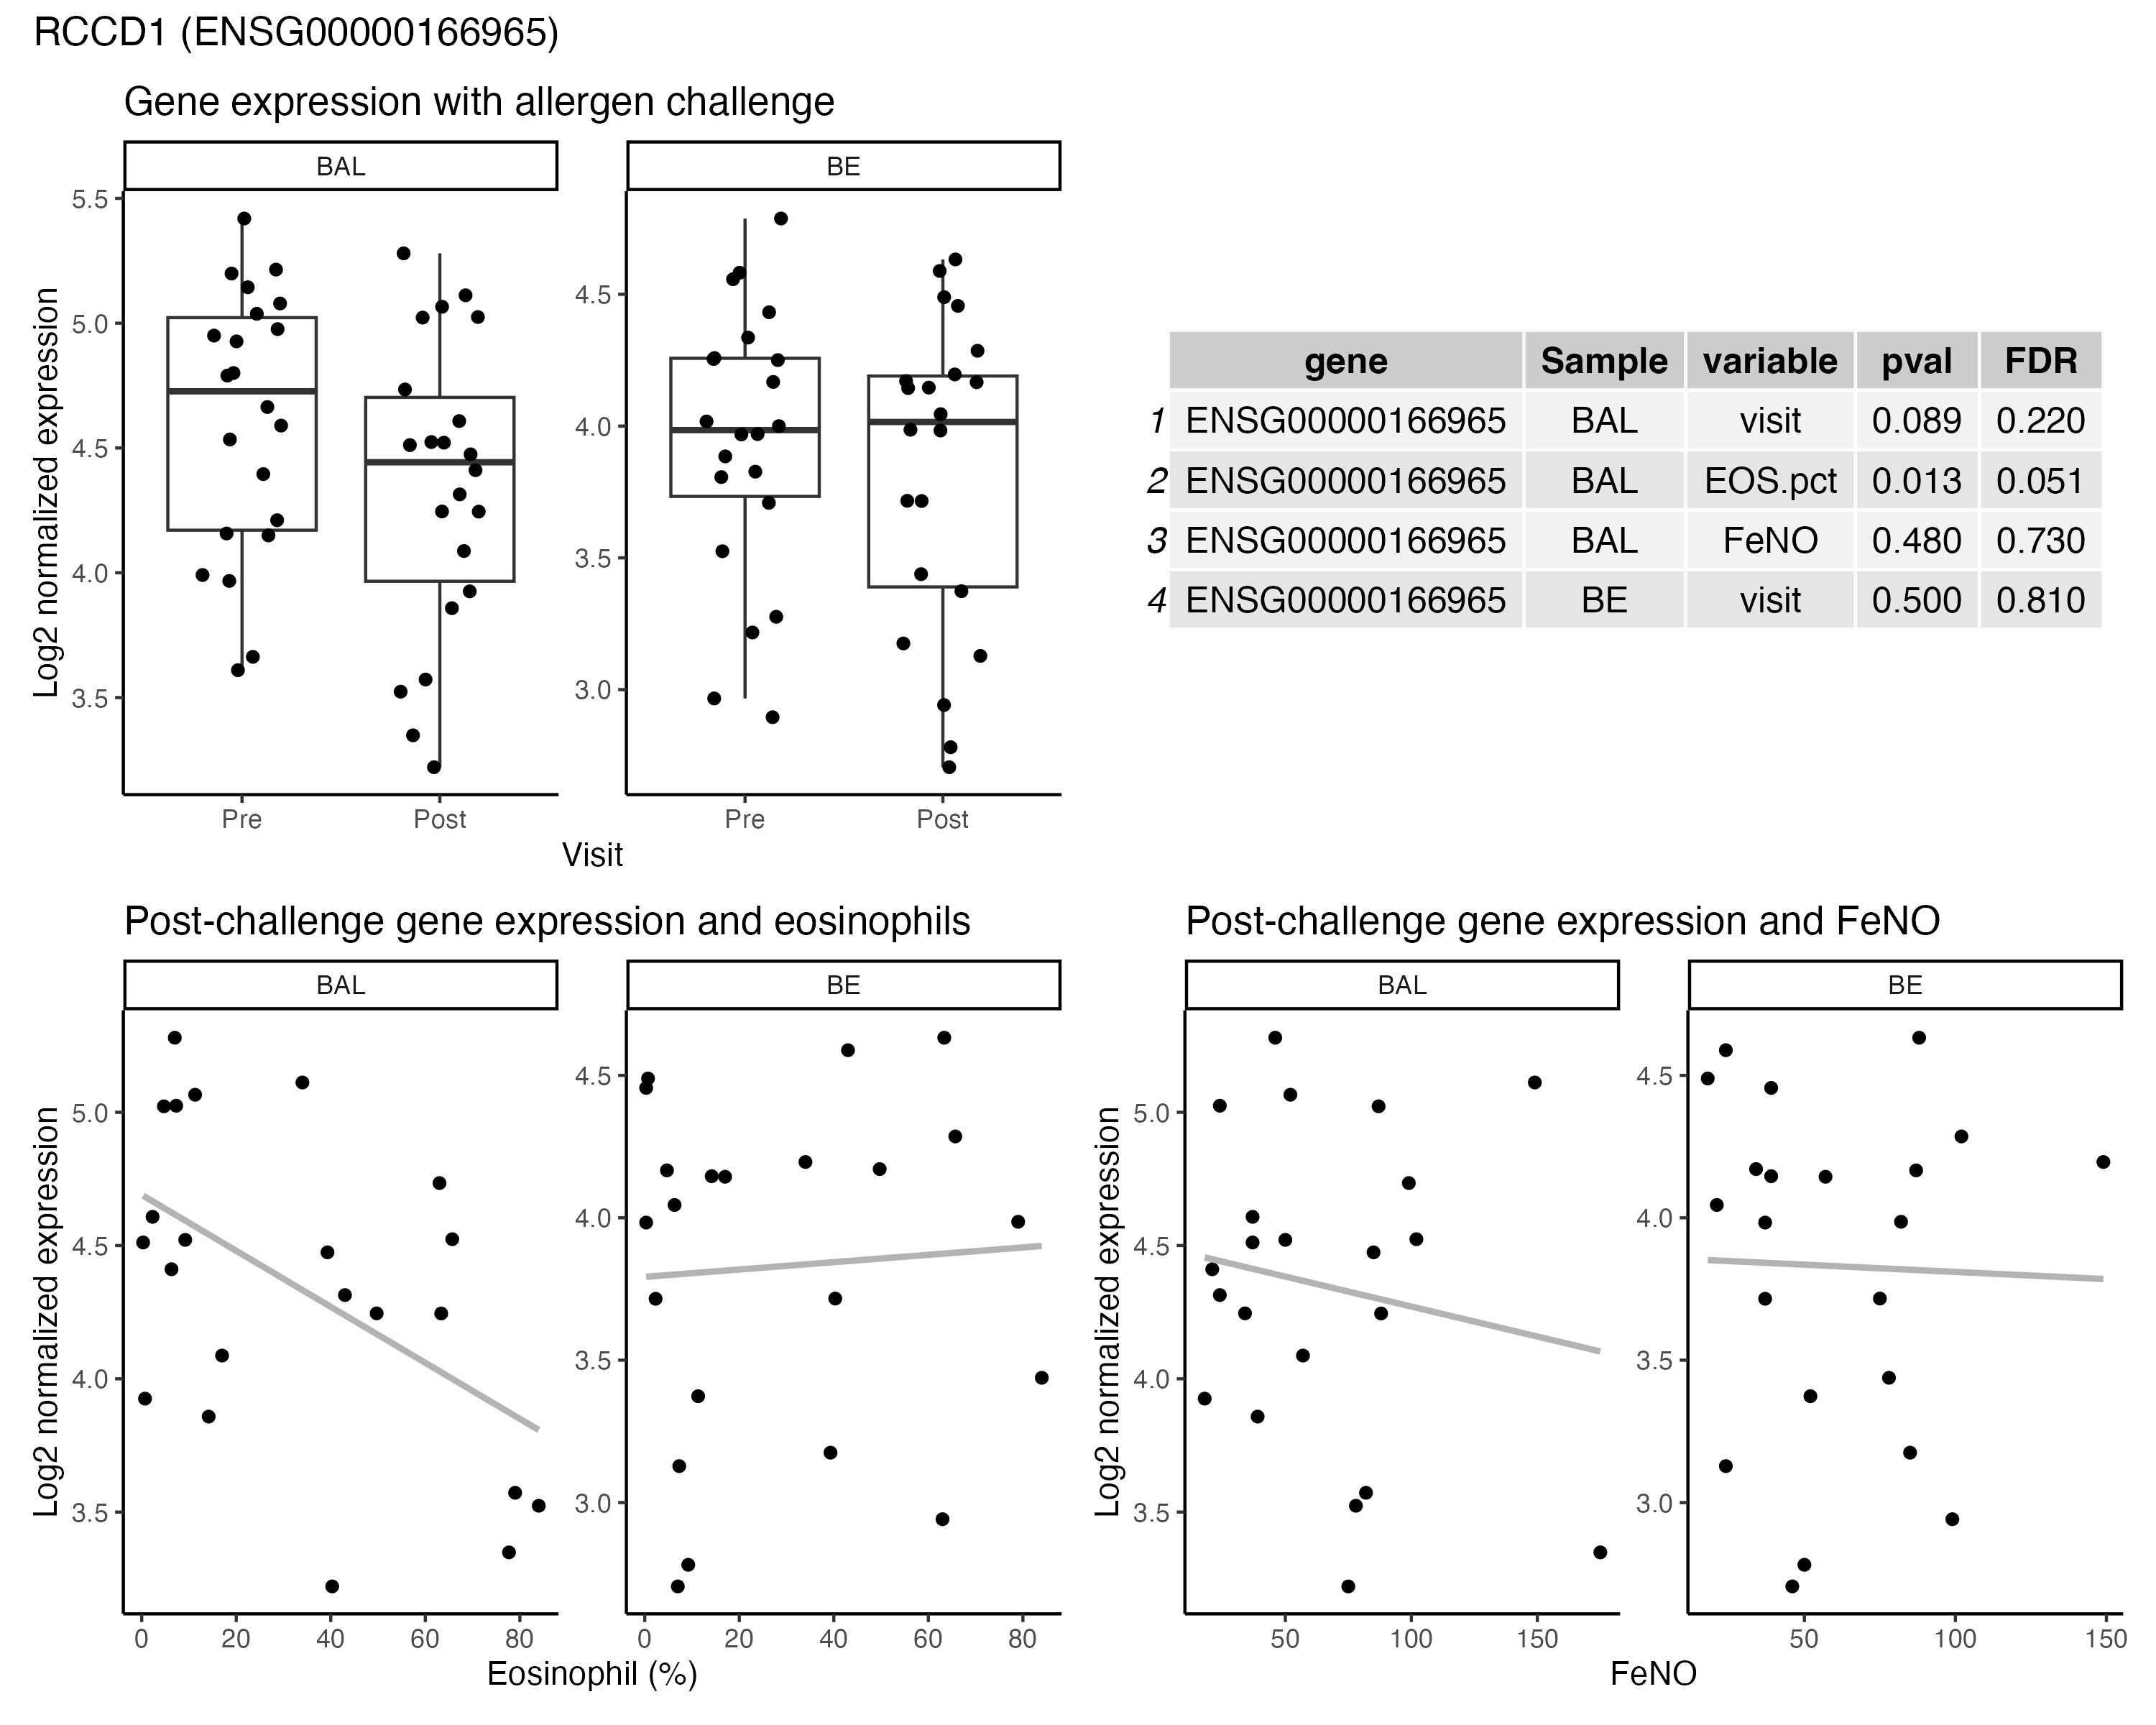 RCCD1 (ENSG00000166965)
Gene expression with allergen challenge
BAL
BE
Log2 normalized expression
5.5
5.0
4.5
4.0
3.5
4.5
4.0
3.5
3.0
Pre
Post
Pre
Post
Visit
gene Sample variable pval FDR
1 ENSG00000166965 BAL visit 0.089 0.220
2 ENSG00000166965 BAL EOS.pct 0.013 0.051
3 ENSG00000166965 BAL FeNO 0.480 0.730
4 ENSG00000166965 BE visit 0.500 0.810
Post-challenge gene expression and eosinophils
BAL
BE
Log2 normalized expression
5.0
4.5
4.0
3.5
4.5
4.0
3.5
3.0
0 20 40 60 80
0 20 40 60 80
Eosinophil (%)
Post-challenge gene expression and FeNO
BAL
BE
Log2 normalized expression
5.0
4.5
4.0
3.5
4.5
4.0
3.5
3.0
50 100 150
50 100 150
FeNO